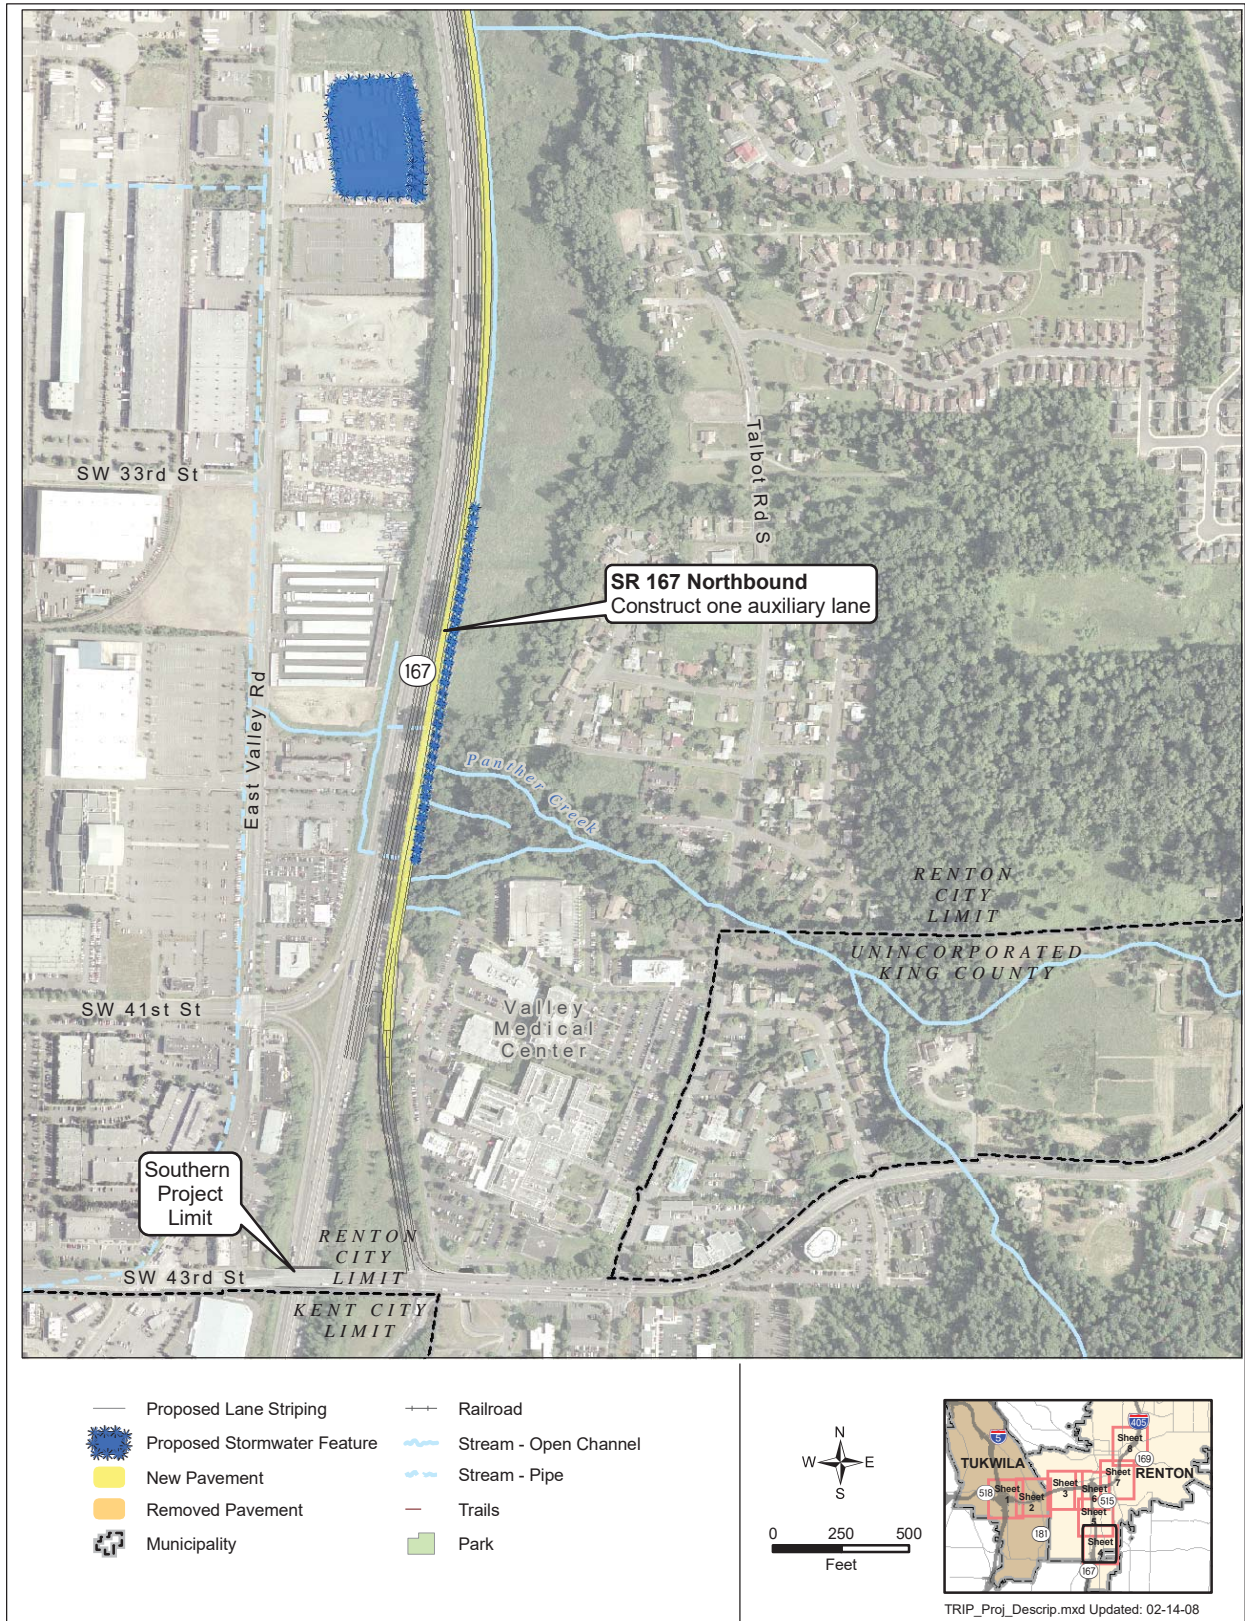 SW 33rd St
Talbot Rd S
SR 167 Northbound
Construct one auxiliary lane
167
East Valley Rd
Panther Creek
RENTON
CITY
LIMIT
UNINCORPORATED
KING COUNTY
SW 41st St
Valley
Medical
Center
Southern
Project
Limit
RENTON
CITY
LIMIT
SW 43rd St
KENT CITY
LIMIT
Proposed Lane Striping
Proposed Stormwater Feature
New Pavement
Removed Pavement
Municipality
Railroad
Stream - Open Channel
Stream - Pipe
Trails
Park
N
W E
S
0 250 500
Feet
405
5
TUKWILA
Sheet
8
169
RENTON
Sheet
7
518
Sheet
1
Sheet
2
Sheet
3
Sheet
6
515
Sheet
5
181
Sheet
4
167
TRIP_Proj_Descrip.mxd Updated: 02-14-08